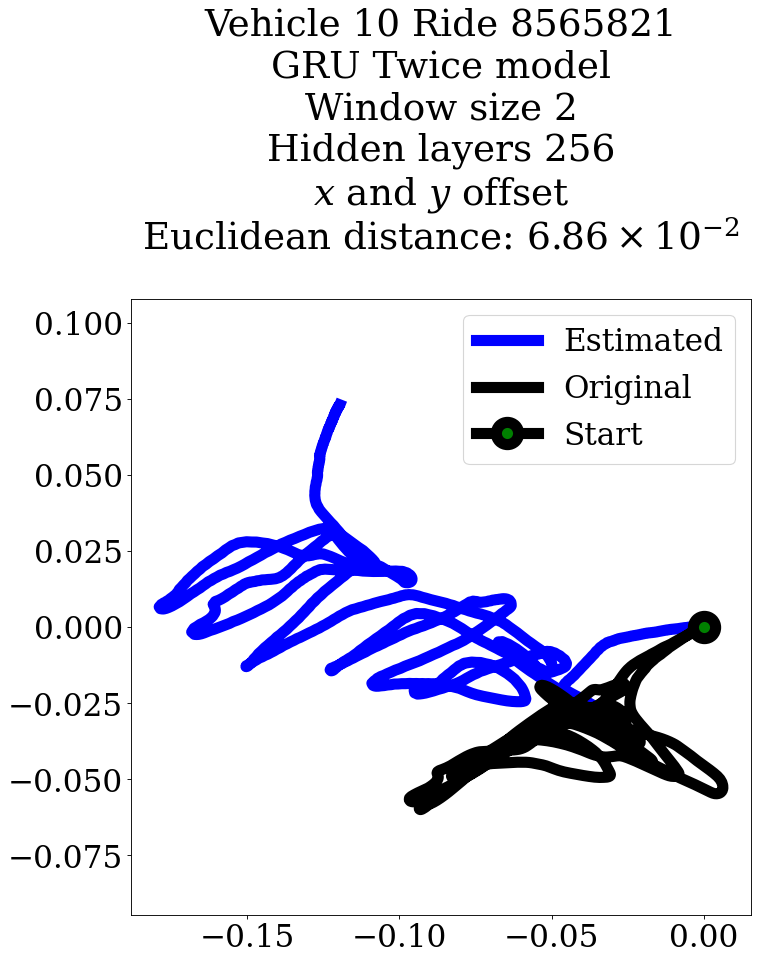 Vehicle 10 Ride 8565821
GRU Twice model
Window size 2
Hidden layers 256
x and y offset
Euclidean distance: 6.86 × 10⁻²
Estimated
Original
Start
0.100
0.075
0.050
0.025
0.000
−0.025
−0.050
−0.075
−0.15 −0.10 −0.05 0.00